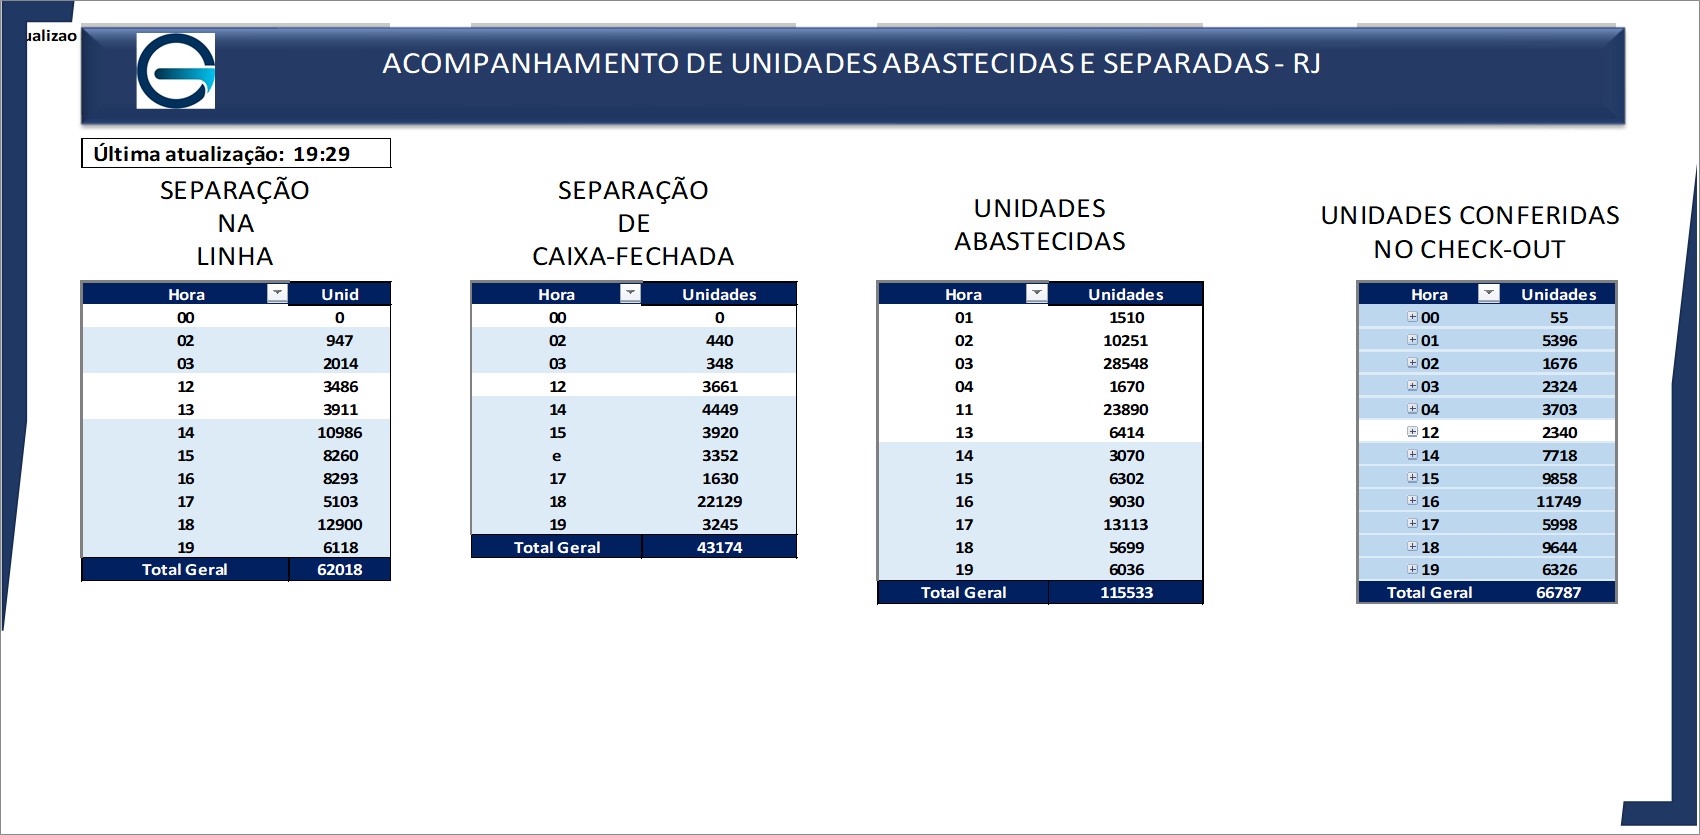 ualizao
ACOMPANHAMENTO DE UNIDADES ABASTECIDAS E SEPARADAS - RJ
Última atualização: 19:29
SEPARAÇÃO
NA
LINHA
Hora Unid
00 0
02 947
03 2014
12 3486
13 3911
14 10986
15 8260
16 8293
17 5103
18 12900
19 6118
Total Geral 62018
SEPARAÇÃO
DE
CAIXA-FECHADA
Hora Unidades
00 0
02 440
03 348
12 3661
14 4449
15 3920
e 3352
17 1630
18 22129
19 3245
Total Geral 43174
UNIDADES
ABASTECIDAS
Hora Unidades
01 1510
02 10251
03 28548
04 1670
11 23890
13 6414
14 3070
15 6302
16 9030
17 13113
18 5699
19 6036
Total Geral 115533
UNIDADES CONFERIDAS
NO CHECK-OUT
Hora Unidades
00 55
01 5396
02 1676
03 2324
04 3703
12 2340
14 7718
15 9858
16 11749
17 5998
18 9644
19 6326
Total Geral 66787